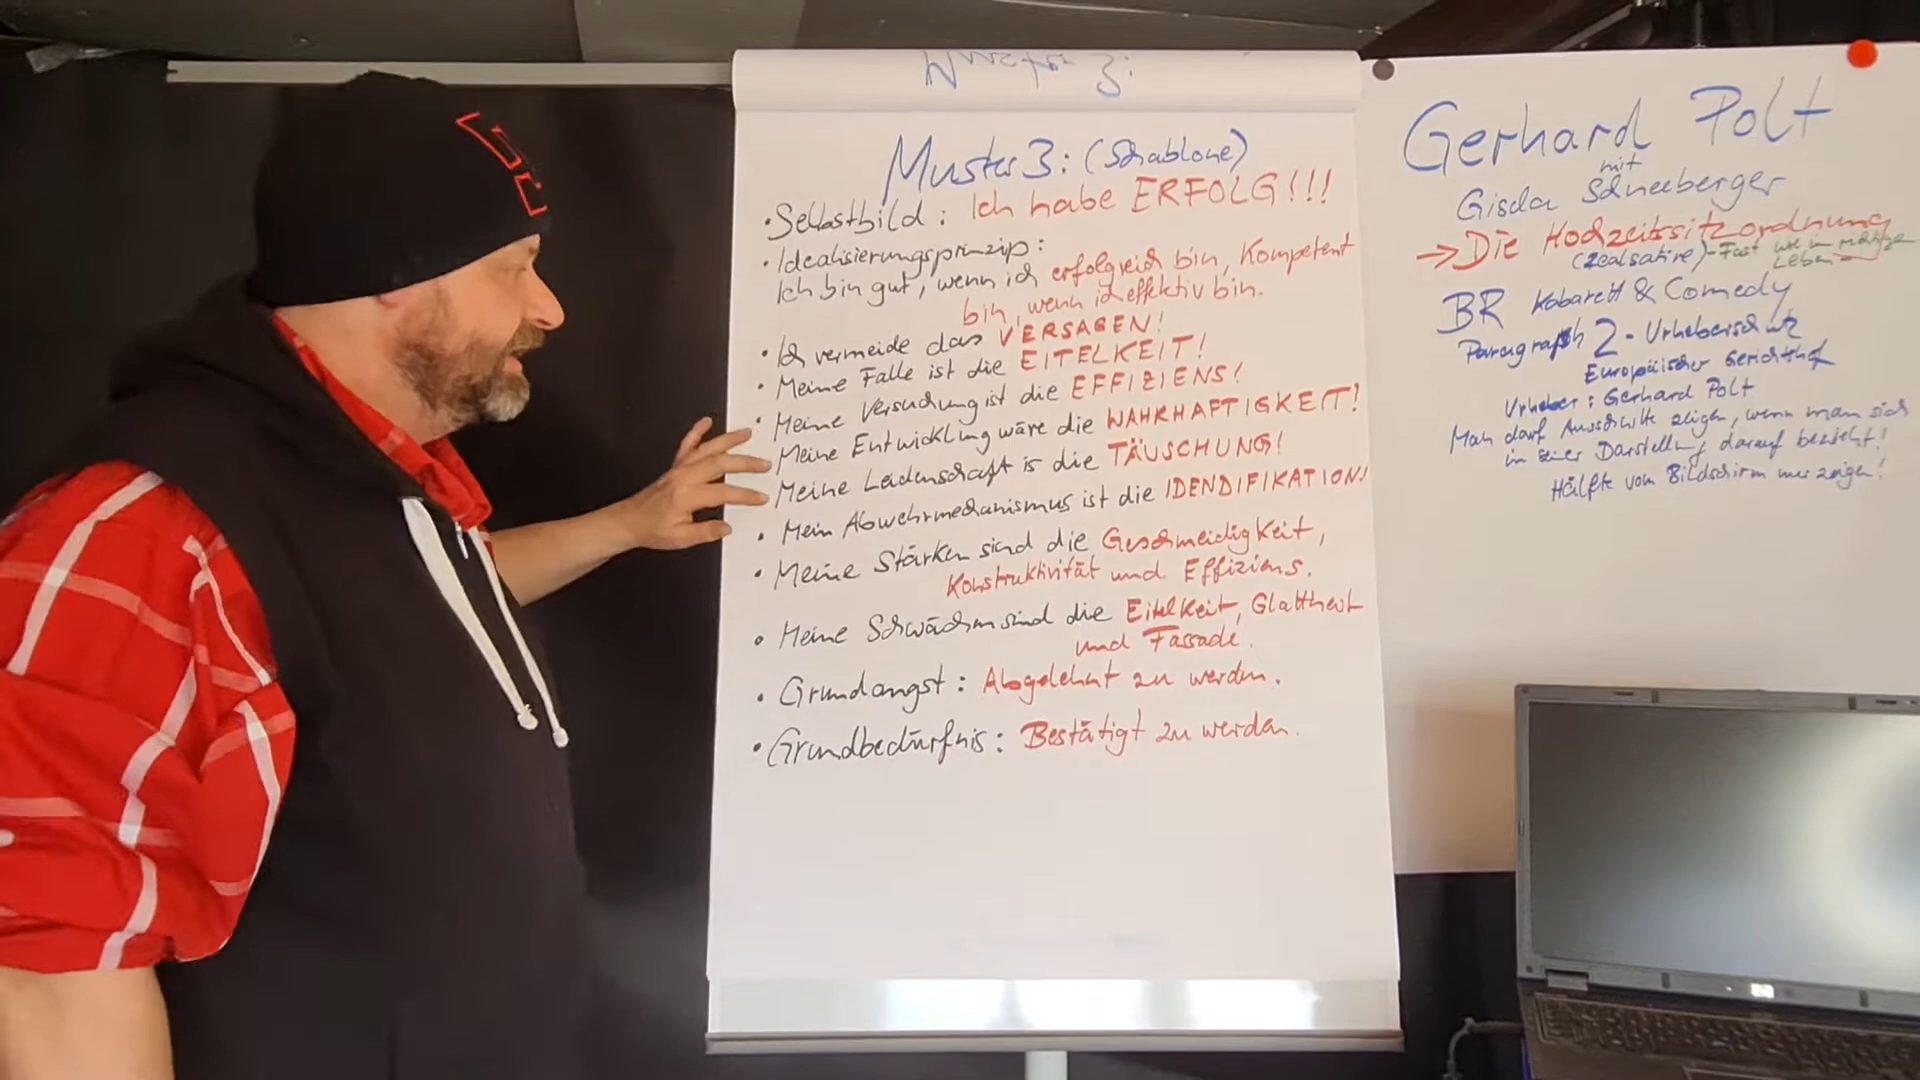 Muster 3: (Schablone)
• Selbstbild: Ich habe ERFOLG!!!
• Idealisierungsprinzip:
Ich bin gut, wenn ich erfolgreich bin, Kompetent
bin, wenn ich effektiv bin.
• Ich vermeide das VERSAGEN!
• Meine Falle ist die EITELKEIT!
• Meine Versuchung ist die EFFIZIENS!
Meine Entwicklung wäre die WAHRHAFTIGKEIT!
Meine Leidenschaft is die TÄUSCHUNG!
• Mein Abwehrmechanismus ist die IDENDIFIKATION!
• Meine Stärken sind die Geschmeidigkeit,
Konstruktivität und Effiziens.
• Meine Schwächen sind die Eitelkeit, Glattheit
und Fassade.
• Grundangst: Abgelehnt zu werden.
• Grundbedürfnis: Bestätigt zu werden.
Gerhard Polt
mit
Gisela Schneeberger
→ Die Hochzeitssitzordnung
(Realsatire) - Fast wie im richtigen
Leben -
BR Kabarett & Comedy
Paragraph 2 - Urheberschutz
Europäischer Gerichtshof
Urheber: Gerhard Polt
Man darf Ausschnitte zeigen, wenn man sich
in seiner Darstellung darauf bezieht!
Hälfte vom Bildschirm nur zeigen!